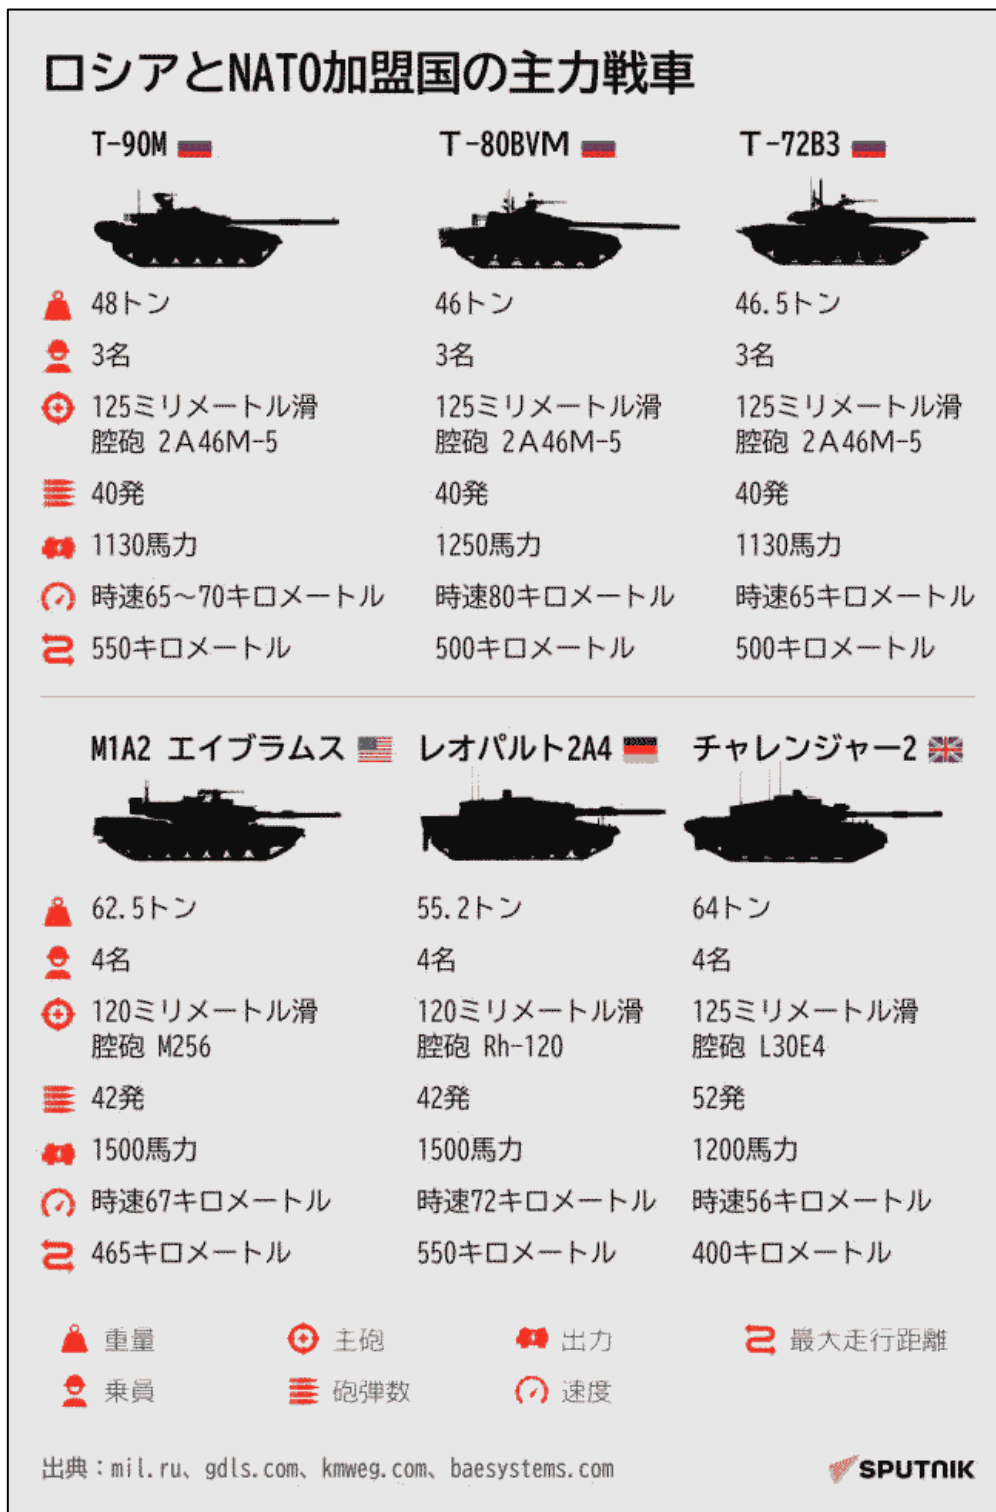 ロシアとNATO加盟国の主力戦車
T-90M T-80BVM T-72B3
48トン 46トン 46.5トン
3名 3名 3名
125ミリメートル滑 125ミリメートル滑 125ミリメートル滑
腔砲 2A46M-5 腔砲 2A46M-5 腔砲 2A46M-5
40発 40発 40発
1130馬力 1250馬力 1130馬力
時速65〜70キロメートル 時速80キロメートル 時速65キロメートル
550キロメートル 500キロメートル 500キロメートル
M1A2 エイブラムス レオパルト2A4 チャレンジャー2
62.5トン 55.2トン 64トン
4名 4名 4名
120ミリメートル滑 120ミリメートル滑 125ミリメートル滑
腔砲 M256 腔砲 Rh-120 腔砲 L30E4
42発 42発 52発
1500馬力 1500馬力 1200馬力
時速67キロメートル 時速72キロメートル 時速56キロメートル
465キロメートル 550キロメートル 400キロメートル
重量 主砲 出力 最大走行距離
乗員 砲弾数 速度
出典：mil.ru、gdls.com、kmweg.com、baesystems.com
SPUTNIK